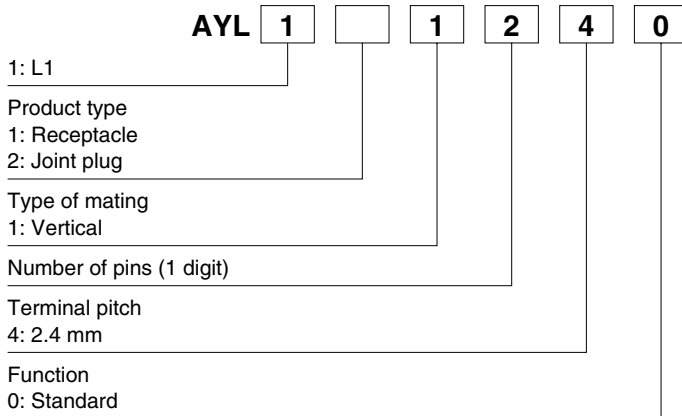 AYL 1 1 2 4 0
1: L1
Product type
1: Receptacle
2: Joint plug
Type of mating
1: Vertical
Number of pins (1 digit)
Terminal pitch
4: 2.4 mm
Function
0: Standard